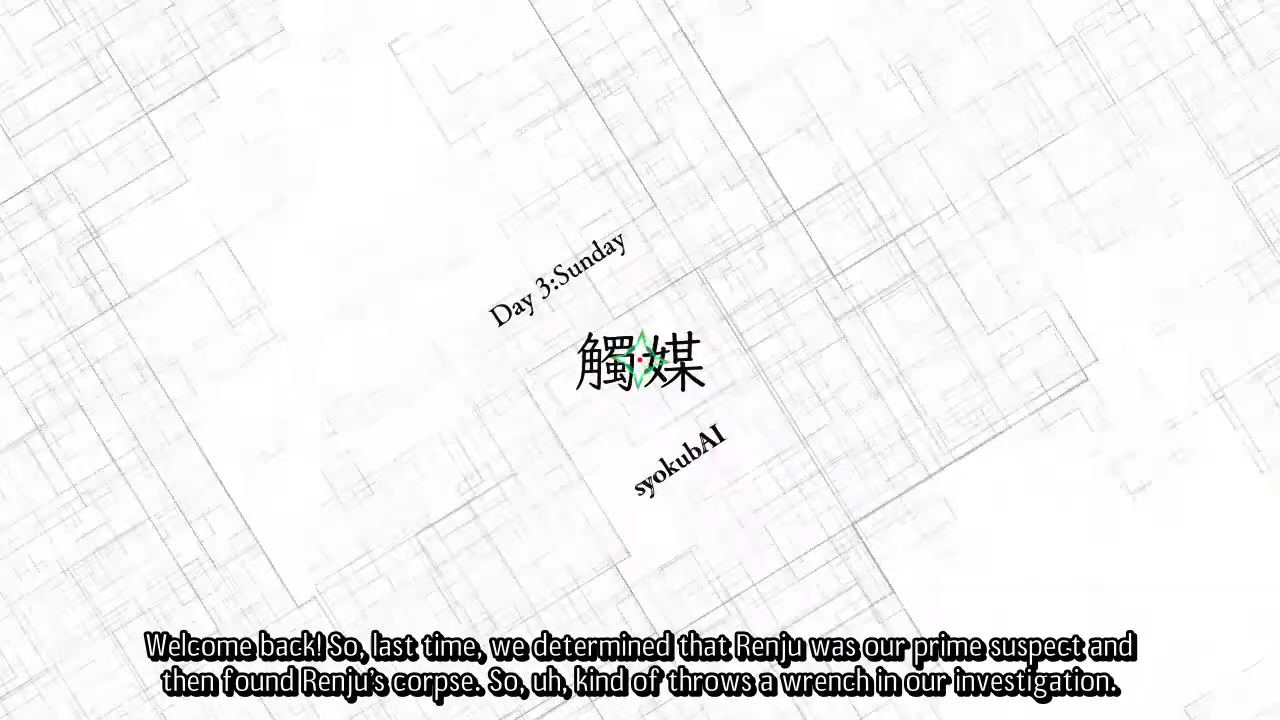 Day 3:Sunday
觸媒
syokubAI
Welcome back! So, last time, we determined that Renju was our prime suspect and
then found Renju's corpse. So, uh, kind of throws a wrench in our investigation.